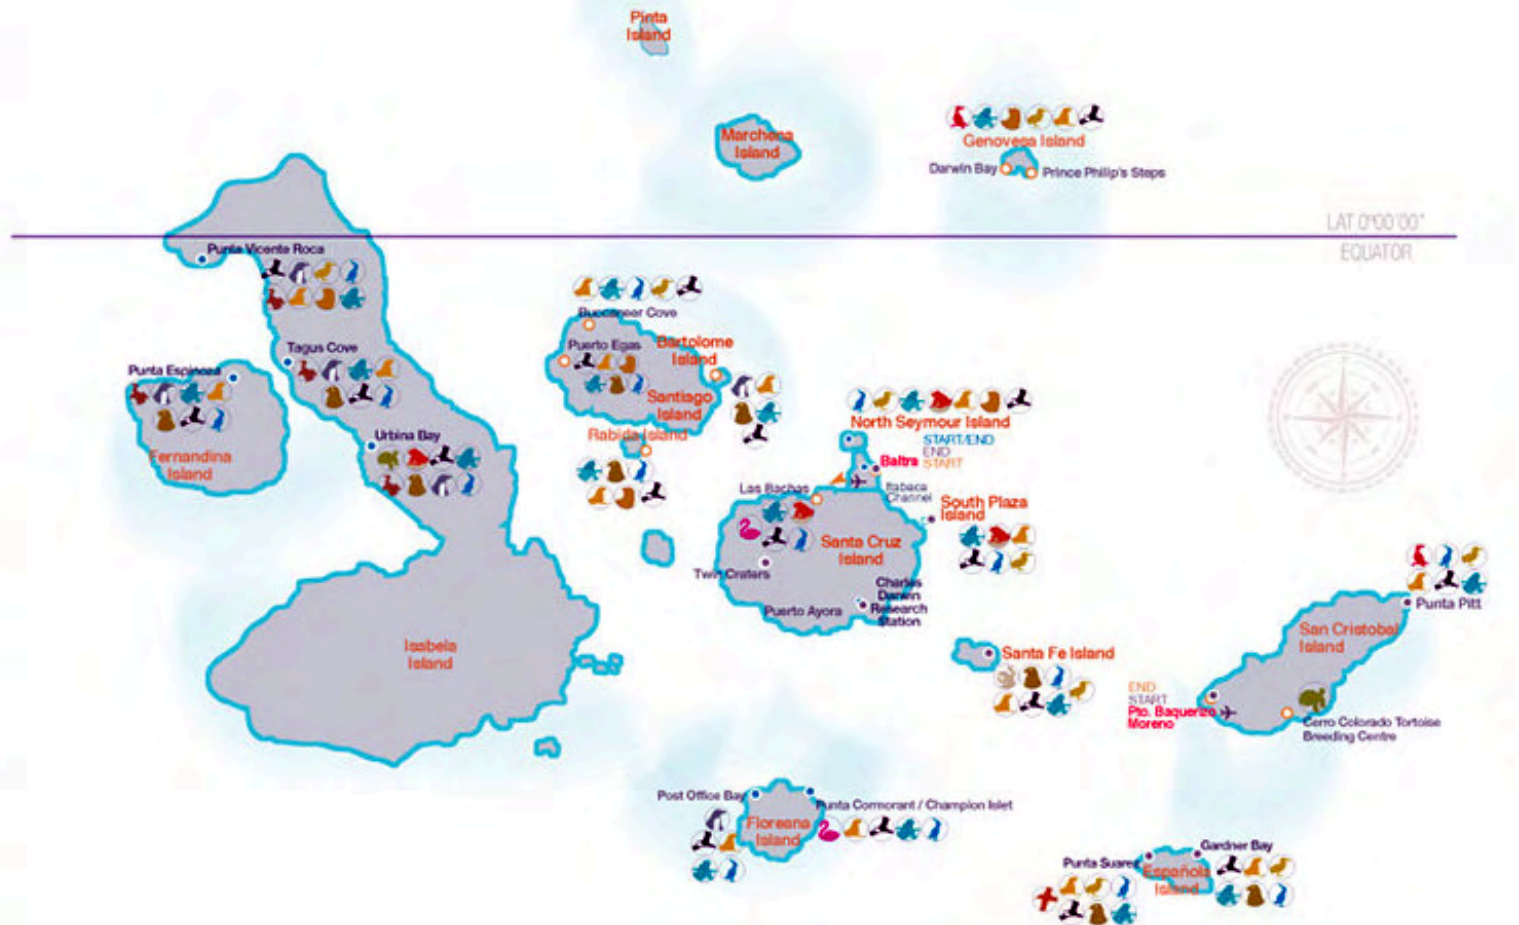 Pinta
Island
Marchena
Island
Genovesa Island
Darwin Bay
Prince Philip's Steps
LAT 0º00'00"
EQUATOR
Punta Vicente Roca
Buccaneer Cove
Puerto Egas
Bartolome
Island
Santiago
Island
Tagus Cove
Punta Espinoza
Fernandina
Island
Urbina Bay
Rabida Island
North Seymour Island
START/END
END
START
Baltra
Itabaca
Channel
Las Bachas
South Plaza
Island
Santa Cruz
Island
Twin Craters
Charles
Darwin
Research
Station
Puerto Ayora
Isabela
Island
Santa Fe Island
Punta Pitt
San Cristobal
Island
END
START
Pto. Baquerizo
Moreno
Cerro Colorado Tortoise
Breeding Centre
Post Office Bay
Punta Cormorant / Champion Islet
Floreana
Island
Gardner Bay
Punta Suarez
Española
Island